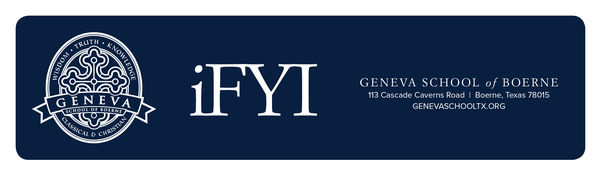 WISDOM • TRUTH • KNOWLEDGE
GENEVA
SCHOOL OF BOERNE
CLASSICAL & CHRISTIAN
iFYI
GENEVA SCHOOL of BOERNE
113 Cascade Caverns Road | Boerne, Texas 78015
GENEVASCHOOLTX.ORG